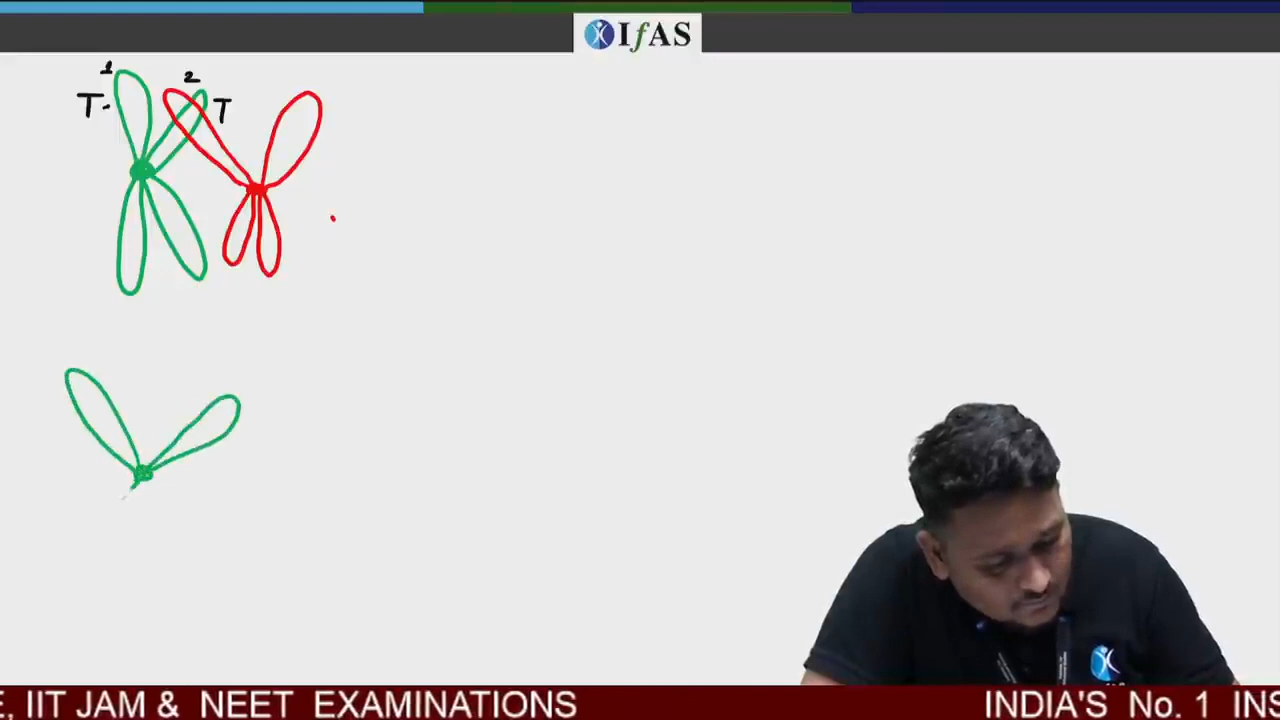 IfAS
1
2
T
T
E, IIT JAM & NEET EXAMINATIONS
INDIA'S No. 1 INS